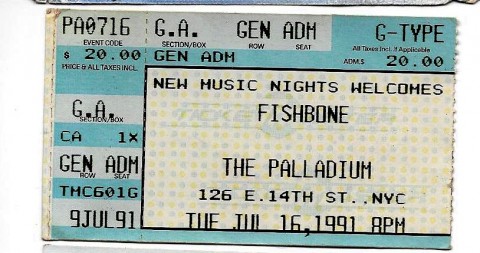 PA0716 G.A. GEN ADM G-TYPE
EVENT CODE SECTION/BOX ROW SEAT All Taxes Incl. If Applicable
$ 20.00 GEN ADM ADM.$ 20.00
PRICE & ALL TAXES INCL.
NEW MUSIC NIGHTS WELCOMES
G.A. FISHBONE
SECTION/BOX
CA 1X
GEN ADM THE PALLADIUM
ROW SEAT
TMC601G 126 E.14TH ST.,NYC
9JUL91 TUE JUL 16,1991 8PM